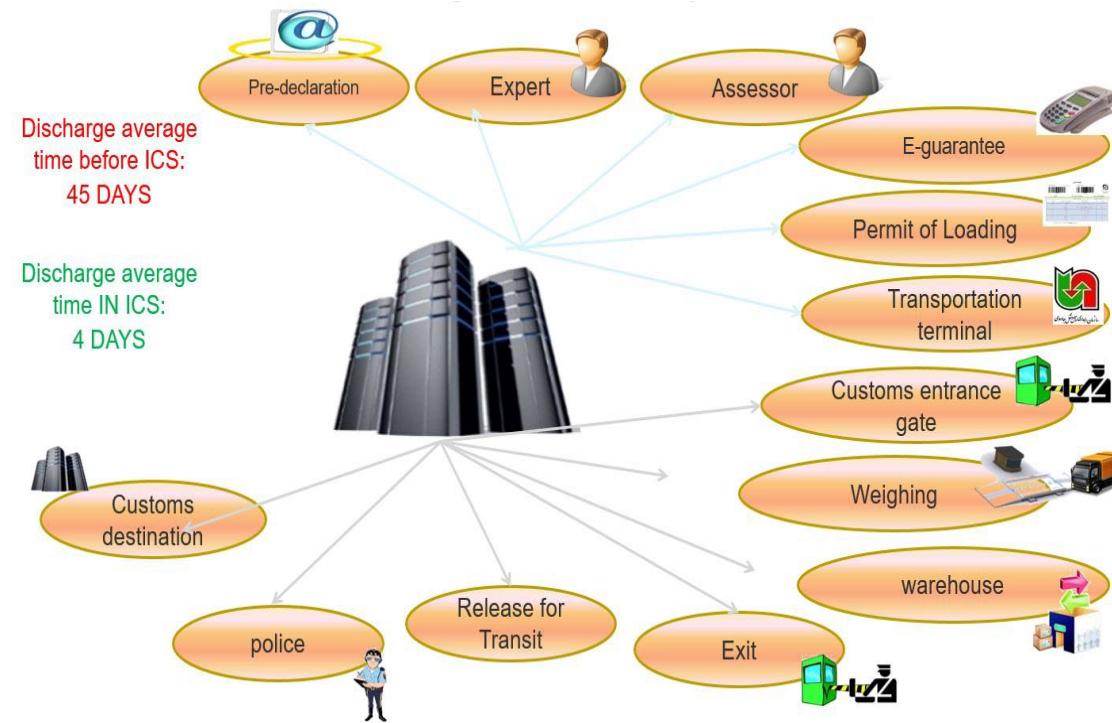 Pre-declaration
Expert
Assessor
Discharge average
time before ICS:
45 DAYS
E-guarantee
Permit of Loading
Discharge average
time IN ICS:
4 DAYS
Transportation
terminal
Customs entrance
gate
Weighing
Customs
destination
warehouse
Release for
Transit
police
Exit